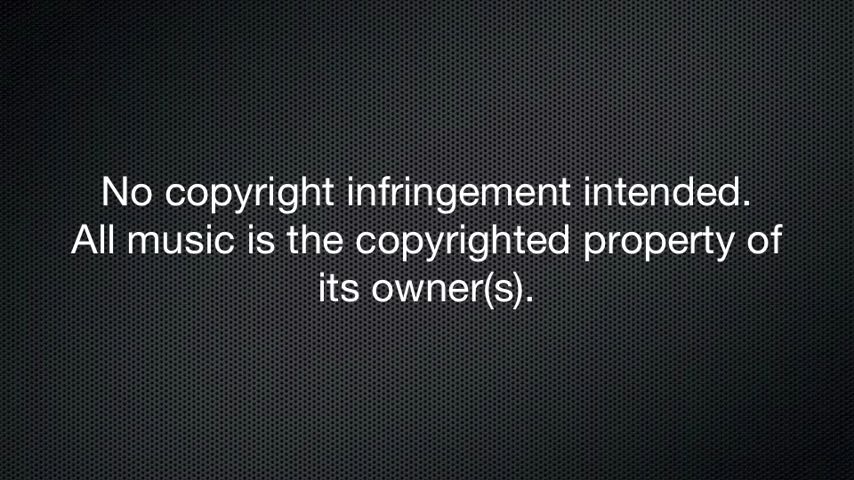 No copyright infringement intended.
All music is the copyrighted property of
its owner(s).